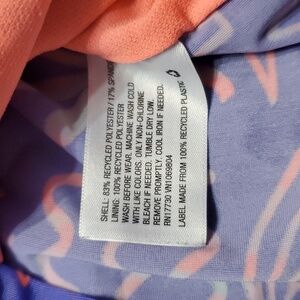 SHELL: 83% RECYCLED POLYESTER / 17% SPANDEX
LINING: 100% RECYCLED POLYESTER
WASH BEFORE WEAR. MACHINE WASH COLD
WITH LIKE COLORS. ONLY NON-CHLORINE
BLEACH IF NEEDED. TUMBLE DRY LOW.
REMOVE PROMPTLY. COOL IRON IF NEEDED.
RN17730 VN1069804
LABEL MADE FROM 100% RECYCLED PLASTIC